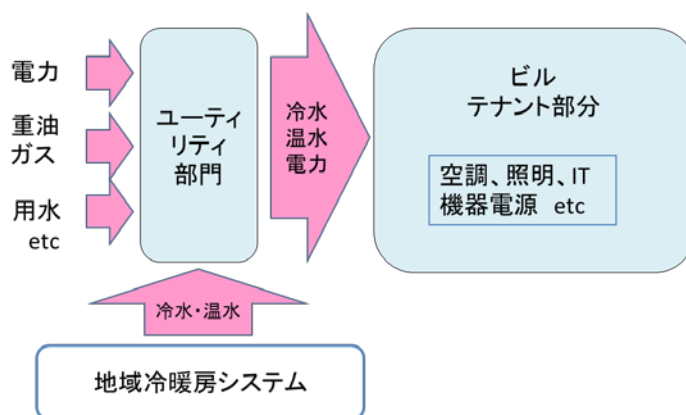 電力
重油
ガス
用水
etc
ユーティ
リティ
部門
冷水
温水
電力
ビル
テナント部分
空調、照明、IT
機器電源 etc
冷水・温水
地域冷暖房システム